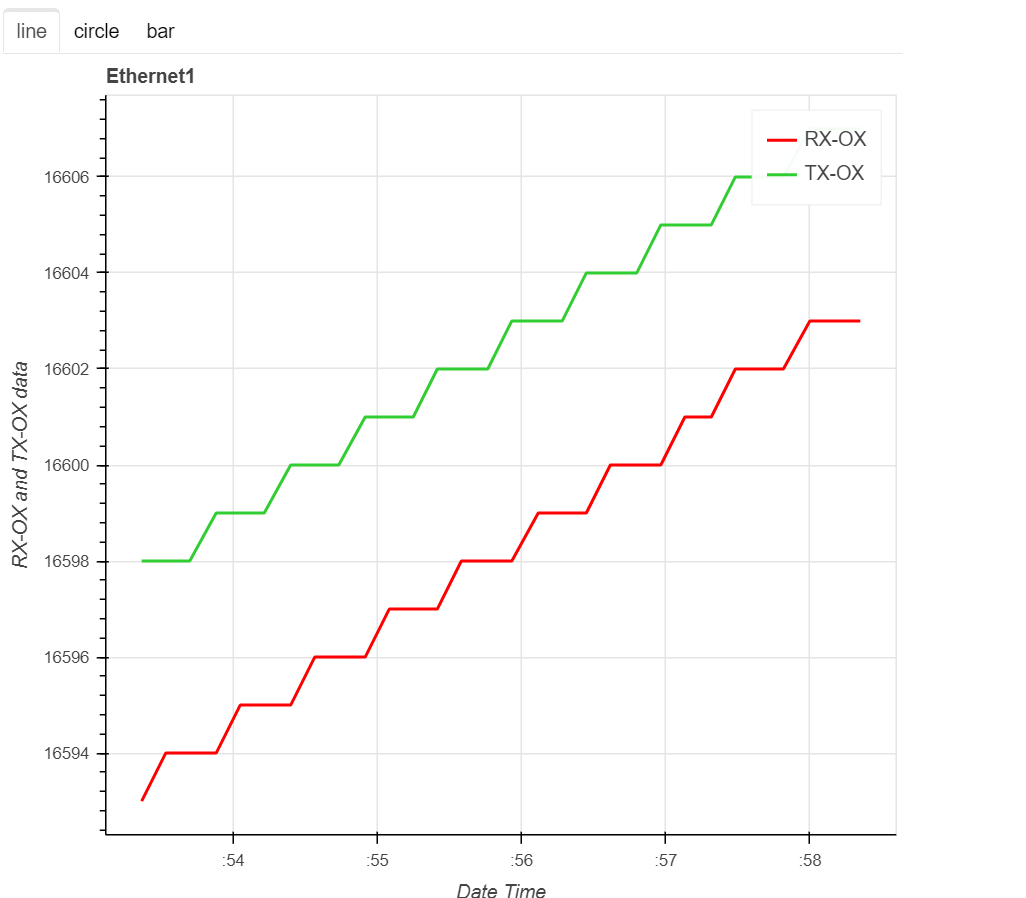 line circle bar
Ethernet1
RX-OX
TX-OX
16606
16604
16602
16600
16598
16596
16594
RX-OX and TX-OX data
:54 :55 :56 :57 :58
Date Time